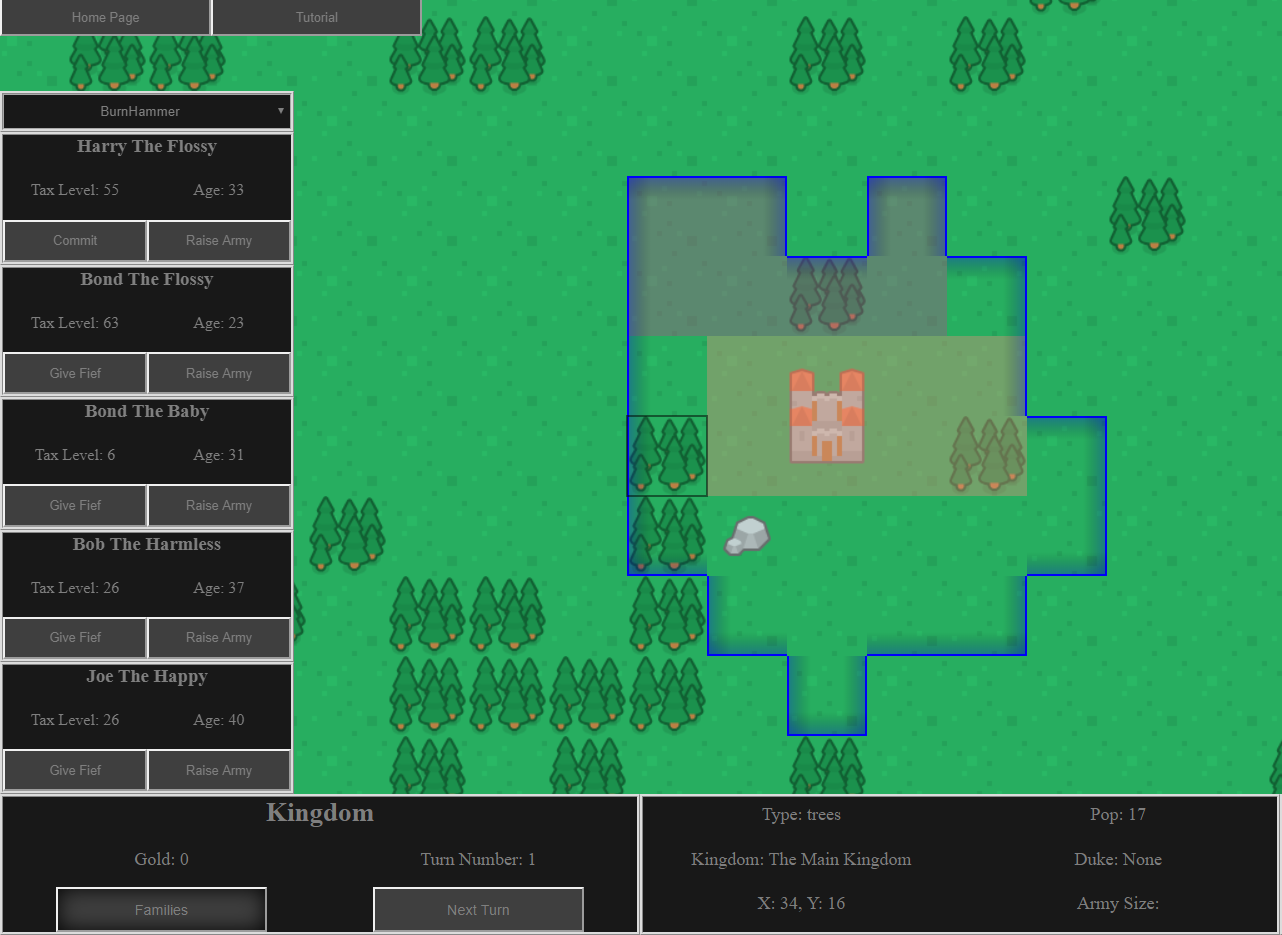 Home Page Tutorial
BurnHammer
Harry The Flossy
Tax Level: 55 Age: 33
Commit Raise Army
Bond The Flossy
Tax Level: 63 Age: 23
Give Fief Raise Army
Bond The Baby
Tax Level: 6 Age: 31
Give Fief Raise Army
Bob The Harmless
Tax Level: 26 Age: 37
Give Fief Raise Army
Joe The Happy
Tax Level: 26 Age: 40
Give Fief Raise Army
Kingdom
Gold: 0 Turn Number: 1
Families Next Turn
Type: trees Pop: 17
Kingdom: The Main Kingdom Duke: None
X: 34, Y: 16 Army Size: